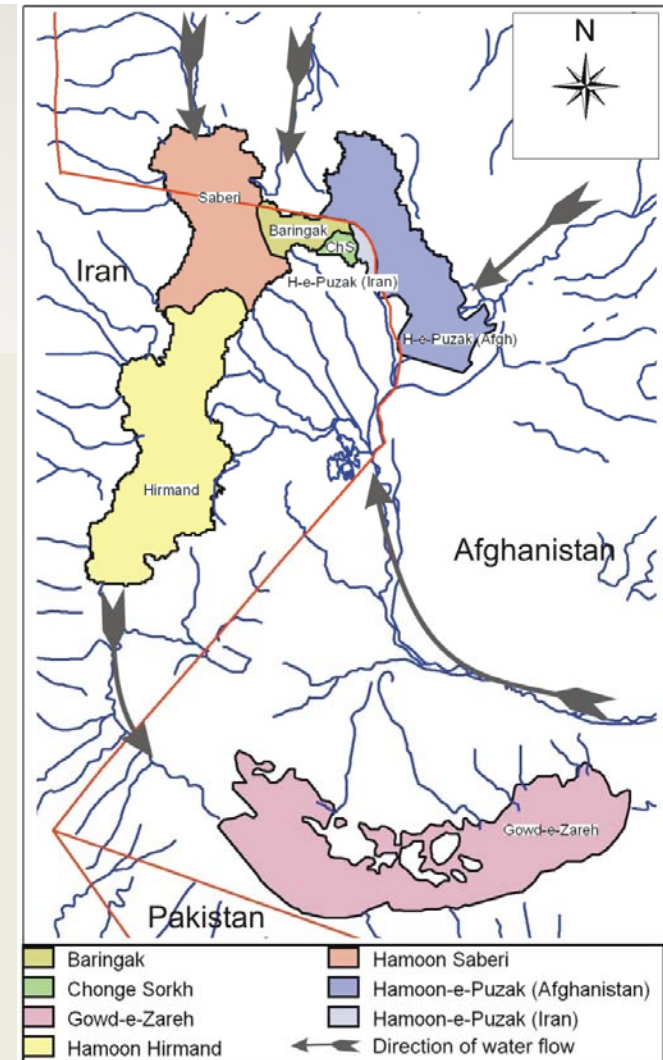 N
Saberi
Baringak
ChS
Iran
H-e-Puzak (Iran)
H-e-Puzak (Afgh)
Hirmand
Afghanistan
Gowd-e-Zareh
Pakistan
Baringak
Chonge Sorkh
Gowd-e-Zareh
Hamoon Hirmand
Hamoon Saberi
Hamoon-e-Puzak (Afghanistan)
Hamoon-e-Puzak (Iran)
Direction of water flow